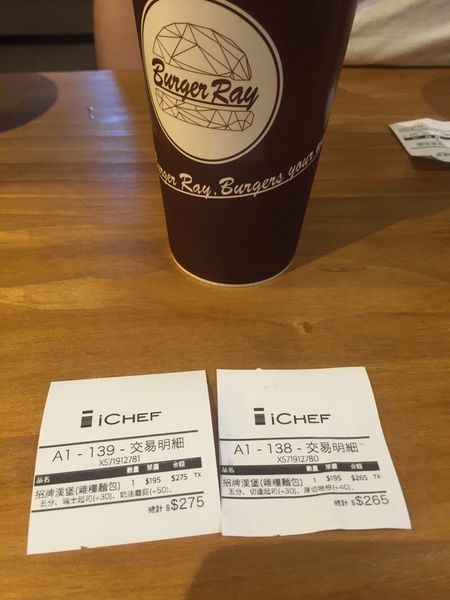 Burger Ray
Burger Ray. Burgers your
iCHEF
A1 - 139 - 交易明細
XS71912781
品名 數量 單價 金額
招牌漢堡(雜糧麵包) 1 $195 $275 TX
五分、瑞士起司(+30)、奶油蘑菇(+50)、
總計 $$275
iCHEF
A1 - 138 - 交易明細
XS71912780
品名 數量 單價 金額
招牌漢堡(雜糧麵包) 1 $195 $265 TX
五分、切達起司(+30)、厚切培根(+40)、
總計 $$265